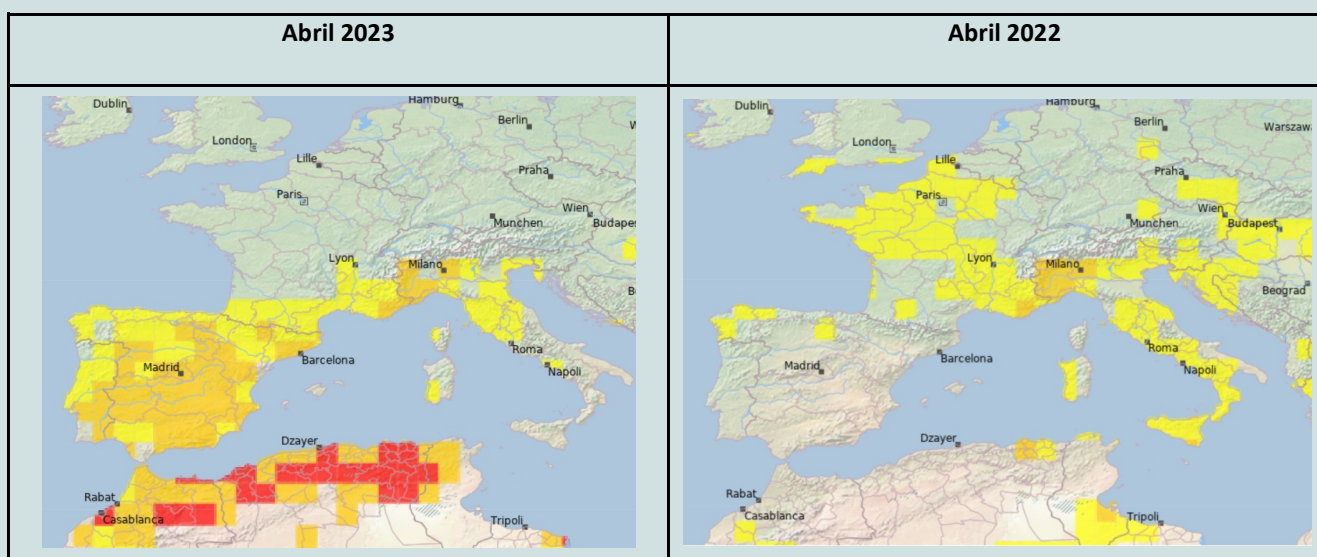 Abril 2023
Abril 2022
Dublin
Hamburg
Berlin
London
Lille
Praha
Paris
Wien
Munchen
Budapes
Lyon
Milano
Barcelona
Roma
Madrid
Napoli
Dzayer
Rabat
Casablanca
Tripoli
Dublin
Hamburg
Berlin
Warszawa
London
Lille
Praha
Paris
Wien
Munchen
Budapest
Lyon
Milano
Beograd
Barcelona
Roma
Madrid
Napoli
Dzayer
Rabat
Casablanca
Tripoli